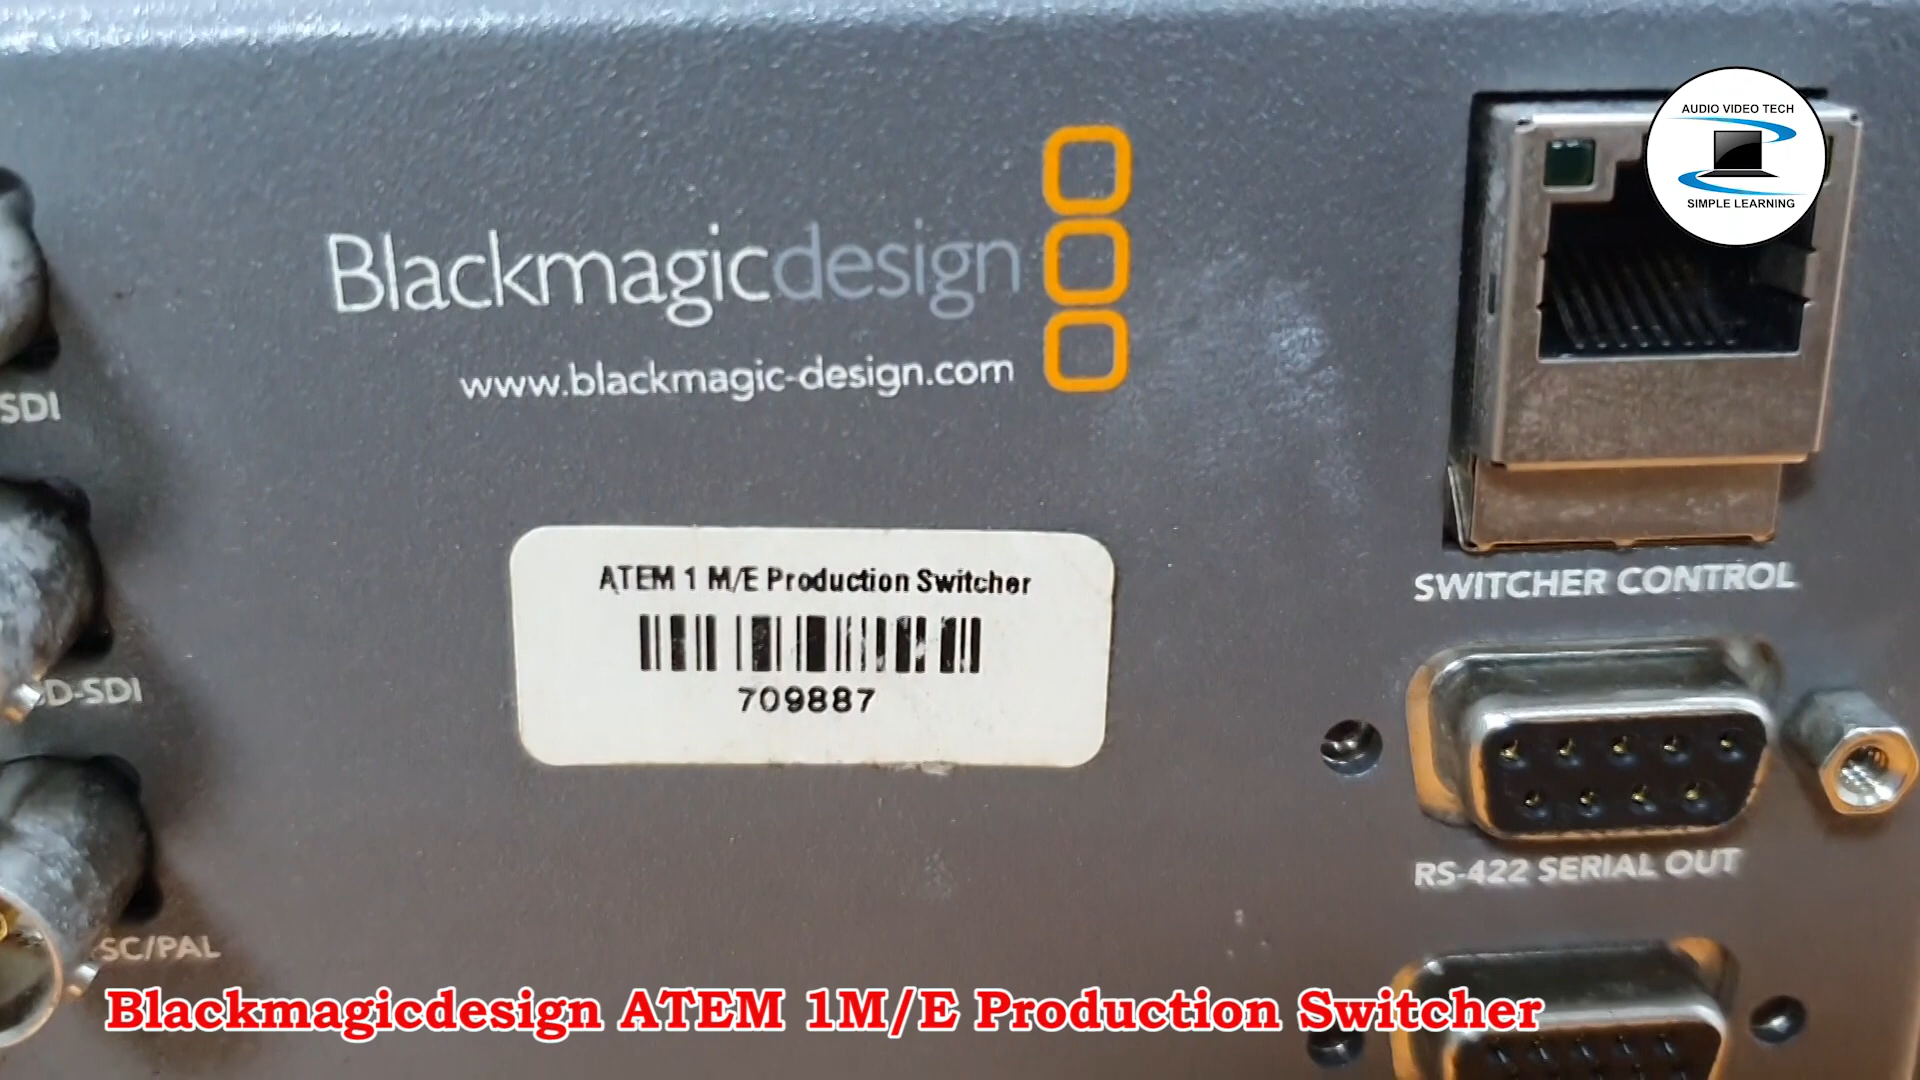 AUDIO VIDEO TECH
SIMPLE LEARNING
Blackmagicdesign
www.blackmagic-design.com
SDI
ATEM 1 M/E Production Switcher
709887
SWITCHER CONTROL
D-SDI
RS-422 SERIAL OUT
SC/PAL
Blackmagicdesign ATEM 1M/E Production Switcher